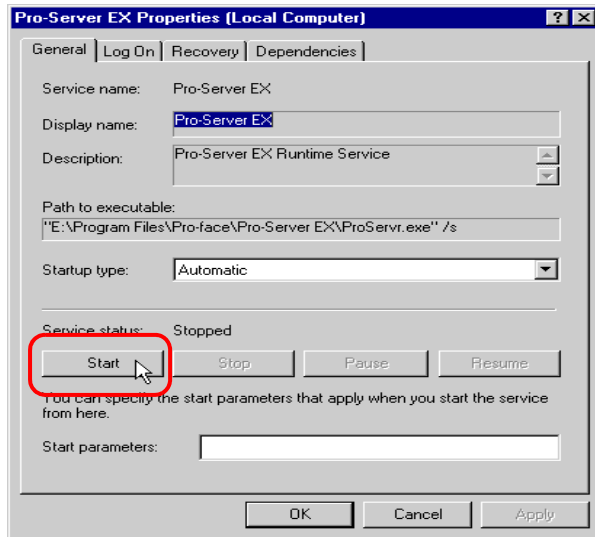 Pro-Server EX Properties (Local Computer)
General Log On Recovery Dependencies
Service name: Pro-Server EX
Display name: Pro-Server EX
Description: Pro-Server EX Runtime Service
Path to executable:
"E:\Program Files\Pro-face\Pro-Server EX\ProServr.exe" /s
Startup type: Automatic
Service status: Stopped
Start Stop Pause Resume
You can specify the start parameters that apply when you start the service
from here.
Start parameters:
OK Cancel Apply